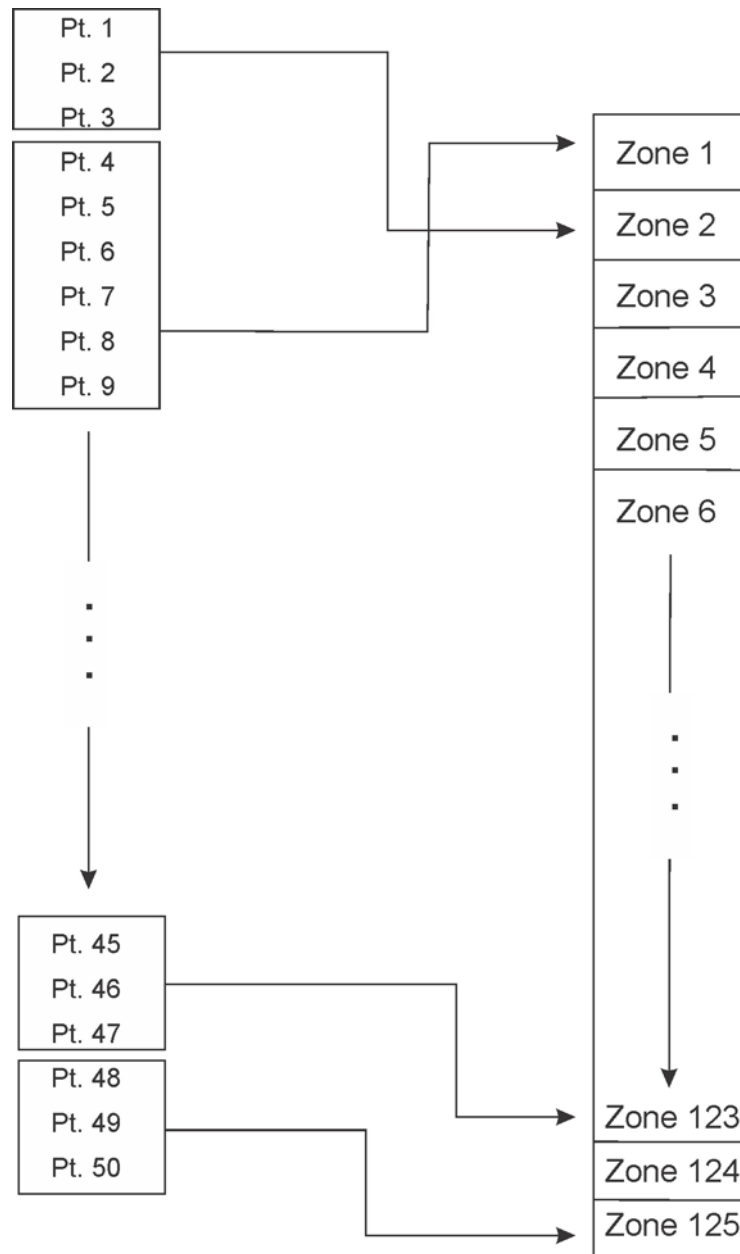 Pt. 1
Pt. 2
Pt. 3
Pt. 4
Pt. 5
Pt. 6
Pt. 7
Pt. 8
Pt. 9
Pt. 45
Pt. 46
Pt. 47
Pt. 48
Pt. 49
Pt. 50
Zone 1
Zone 2
Zone 3
Zone 4
Zone 5
Zone 6
Zone 123
Zone 124
Zone 125